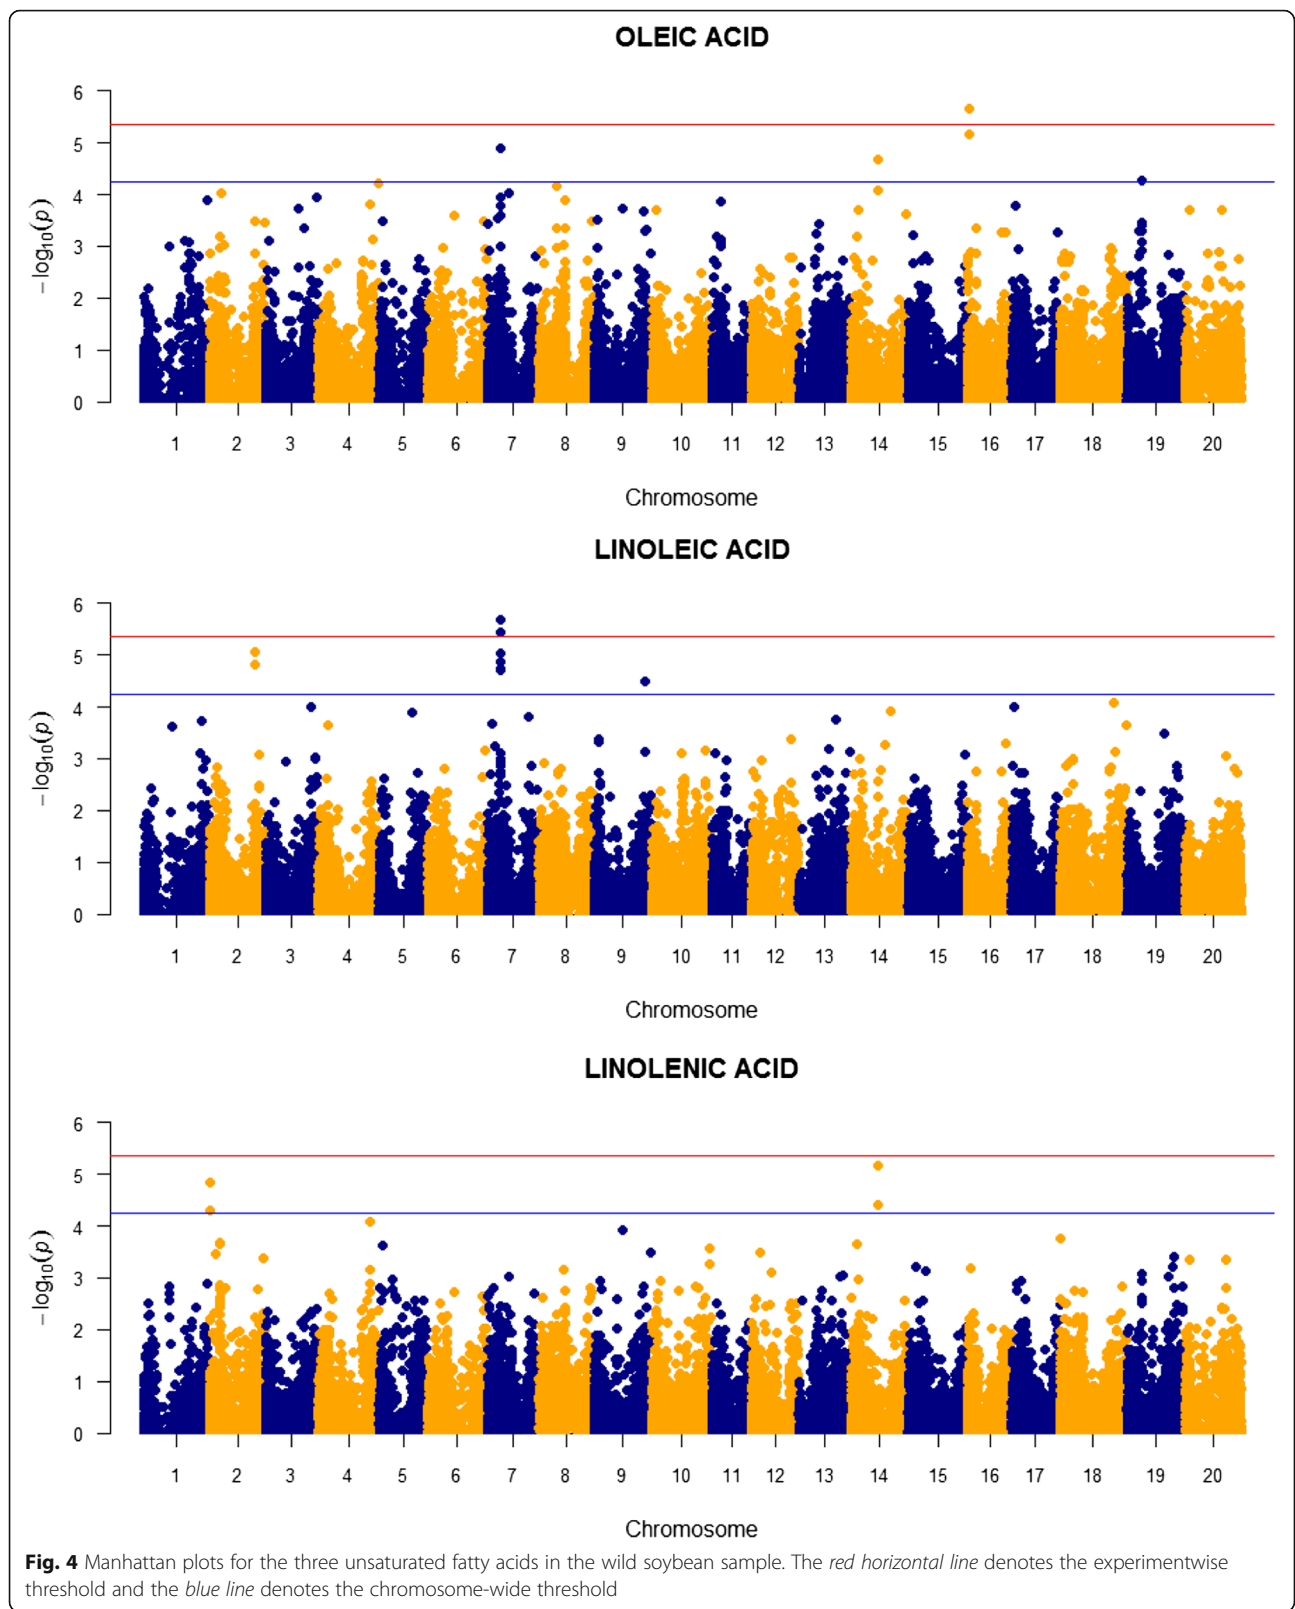 OLEIC ACID
6
5
4
3
2
1
0
−log10(p)
1 2 3 4 5 6 7 8 9 10 11 12 13 14 15 16 17 18 19 20
Chromosome
LINOLEIC ACID
6
5
4
3
2
1
0
−log10(p)
1 2 3 4 5 6 7 8 9 10 11 12 13 14 15 16 17 18 19 20
Chromosome
LINOLENIC ACID
6
5
4
3
2
1
0
−log10(p)
1 2 3 4 5 6 7 8 9 10 11 12 13 14 15 16 17 18 19 20
Chromosome
Fig. 4 Manhattan plots for the three unsaturated fatty acids in the wild soybean sample. The red horizontal line denotes the experimentwise
threshold and the blue line denotes the chromosome-wide threshold